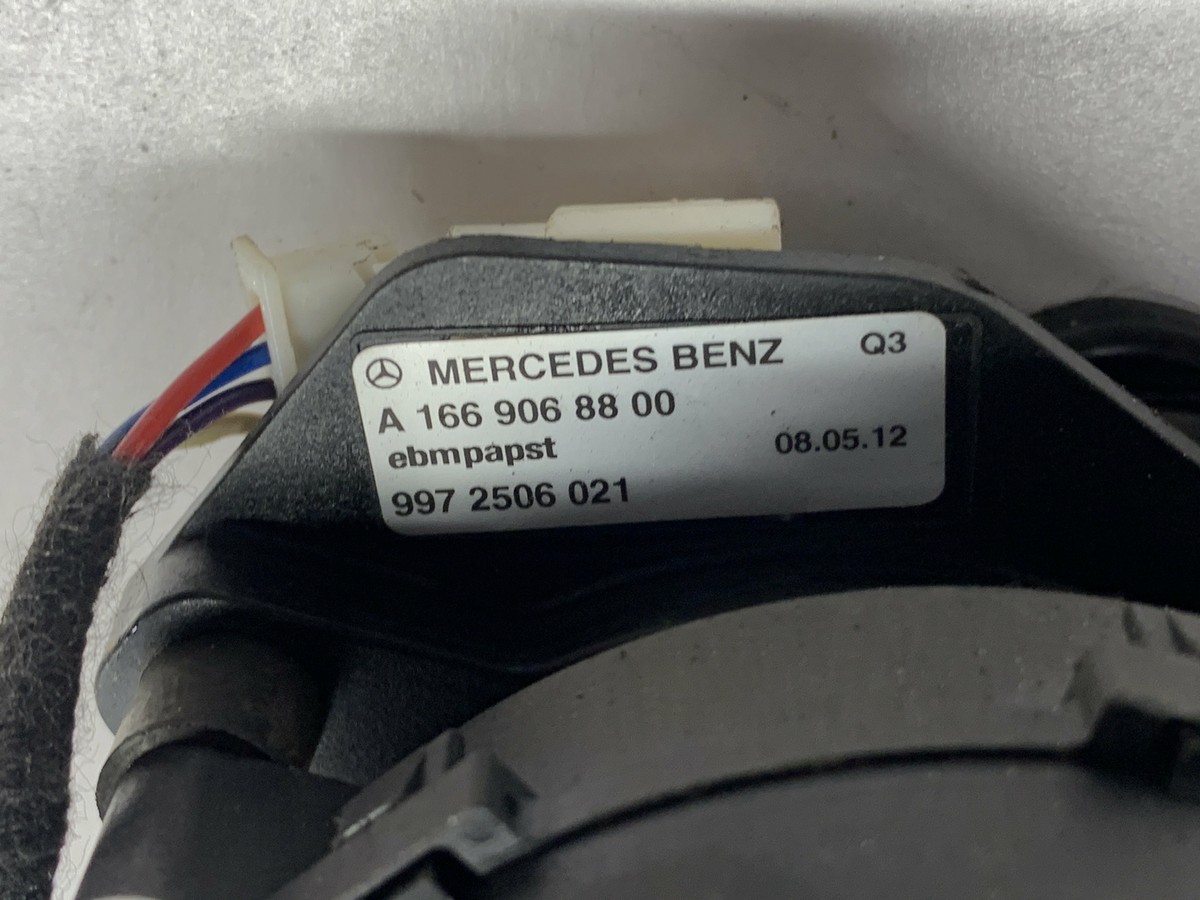 MERCEDES BENZ Q3
A 166 906 88 00
ebmpapst 08.05.12
997 2506 021